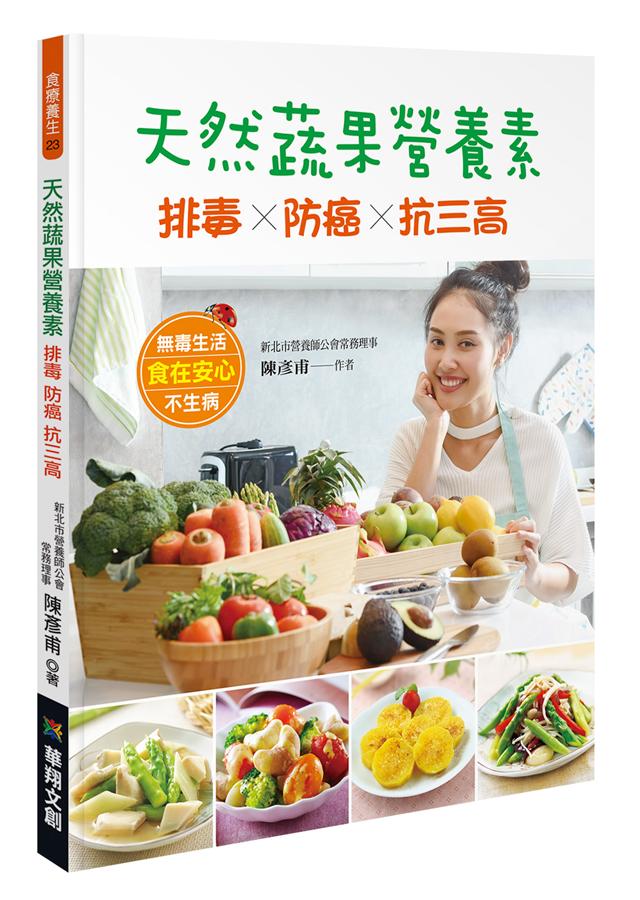 食療養生 23
天然蔬果營養素
排毒 防癌 抗三高
新北市營養師公會
常務理事
陳彥甫◎著
華翔文創
天然蔬果營養素
排毒×防癌×抗三高
無毒生活
食在安心
不生病
新北市營養師公會常務理事
陳彥甫──作者